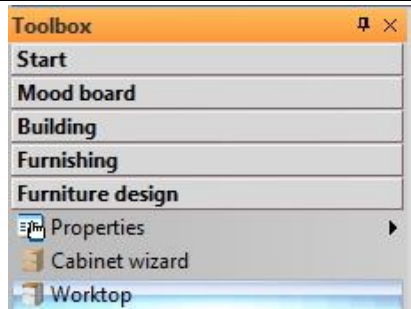 Toolbox
Start
Mood board
Building
Furnishing
Furniture design
Properties
Cabinet wizard
Worktop